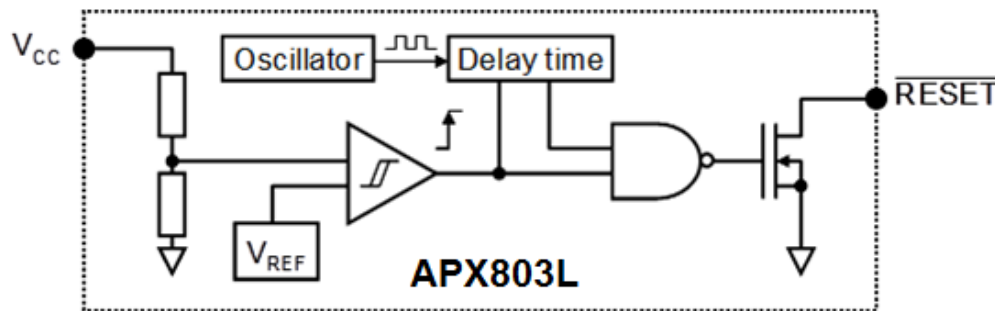 VCC
Oscillator
Delay time
RESET
VREF
APX803L